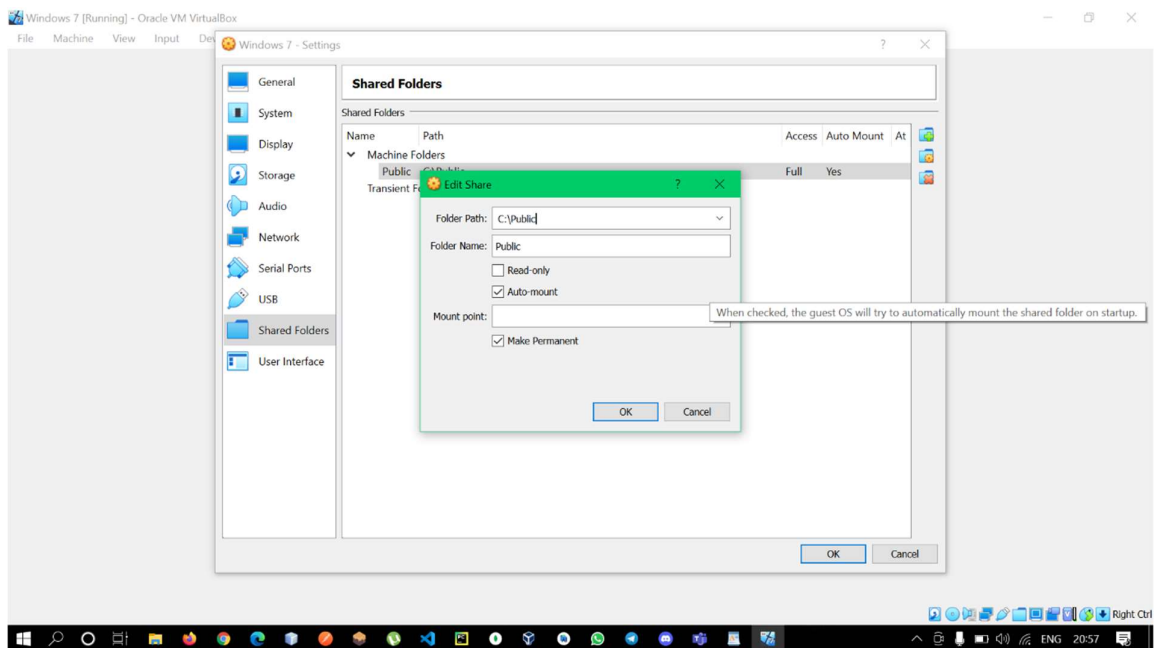 Windows 7 [Running] - Oracle VM VirtualBox
File Machine View Input
Windows 7 - Settings
General
System
Display
Storage
Audio
Network
Serial Ports
USB
Shared Folders
User Interface
Shared Folders
Shared Folders
Name Path Access Auto Mount At
Machine Folders
Public C:\Public Full Yes
Transient
Edit Share
Folder Path: C:\Public
Folder Name: Public
Read-only
Auto-mount
Mount point:
When checked, the guest OS will try to automatically mount the shared folder on startup.
Make Permanent
OK Cancel
OK Cancel
Right Ctrl
ENG 20:57